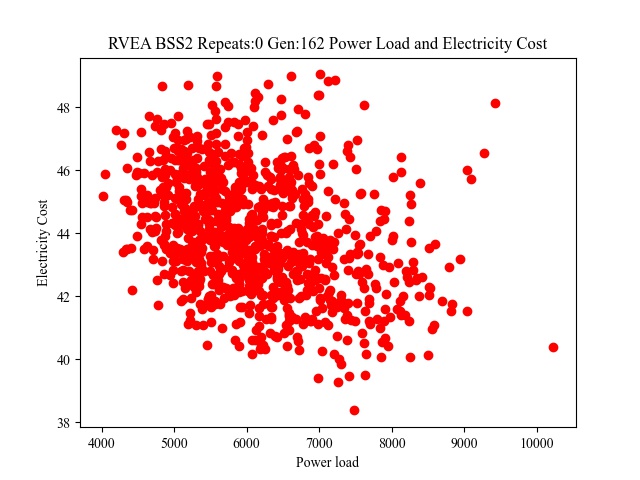 RVEA BSS2 Repeats:0 Gen:162 Power Load and Electricity Cost
48
46
44
42
40
38
Electricity Cost
4000 5000 6000 7000 8000 9000 10000
Power load